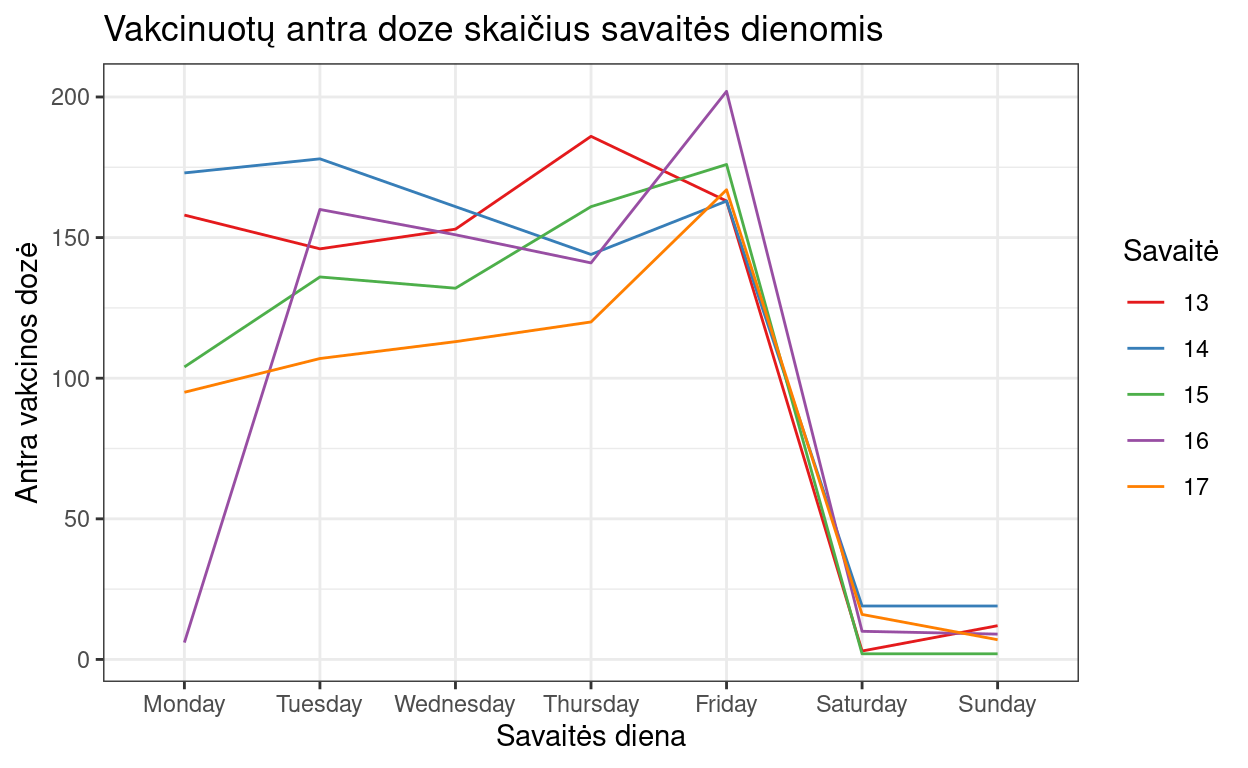 Vakcinuotų antra doze skaičius savaitės dienomis
Antra vakcinos dozė
200
150
100
50
0
Monday Tuesday Wednesday Thursday Friday Saturday Sunday
Savaitės diena
Savaitė
13
14
15
16
17